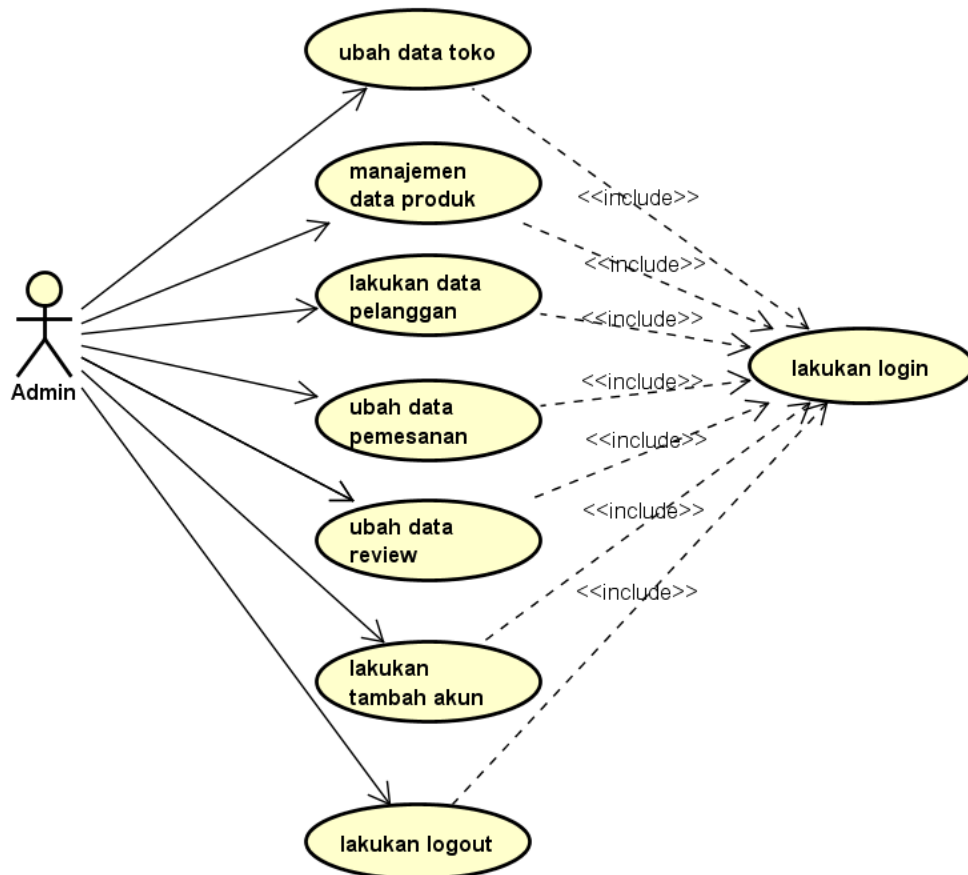 ubah data toko
manajemen
data produk
<<include>>
<<include>>
lakukan data
pelanggan
<<include>>
lakukan login
Admin
ubah data
pemesanan
<<include>>
<<include>>
ubah data
review
<<include>>
<<include>>
lakukan
tambah akun
lakukan logout